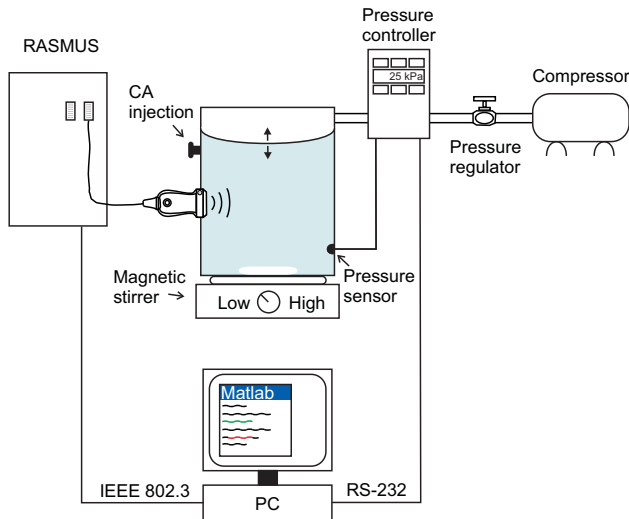 RASMUS
Pressure
controller
25 kPa
Compressor
CA
injection
Pressure
regulator
Magnetic
stirrer
Pressure
sensor
Low
High
Matlab
IEEE 802.3
PC
RS-232